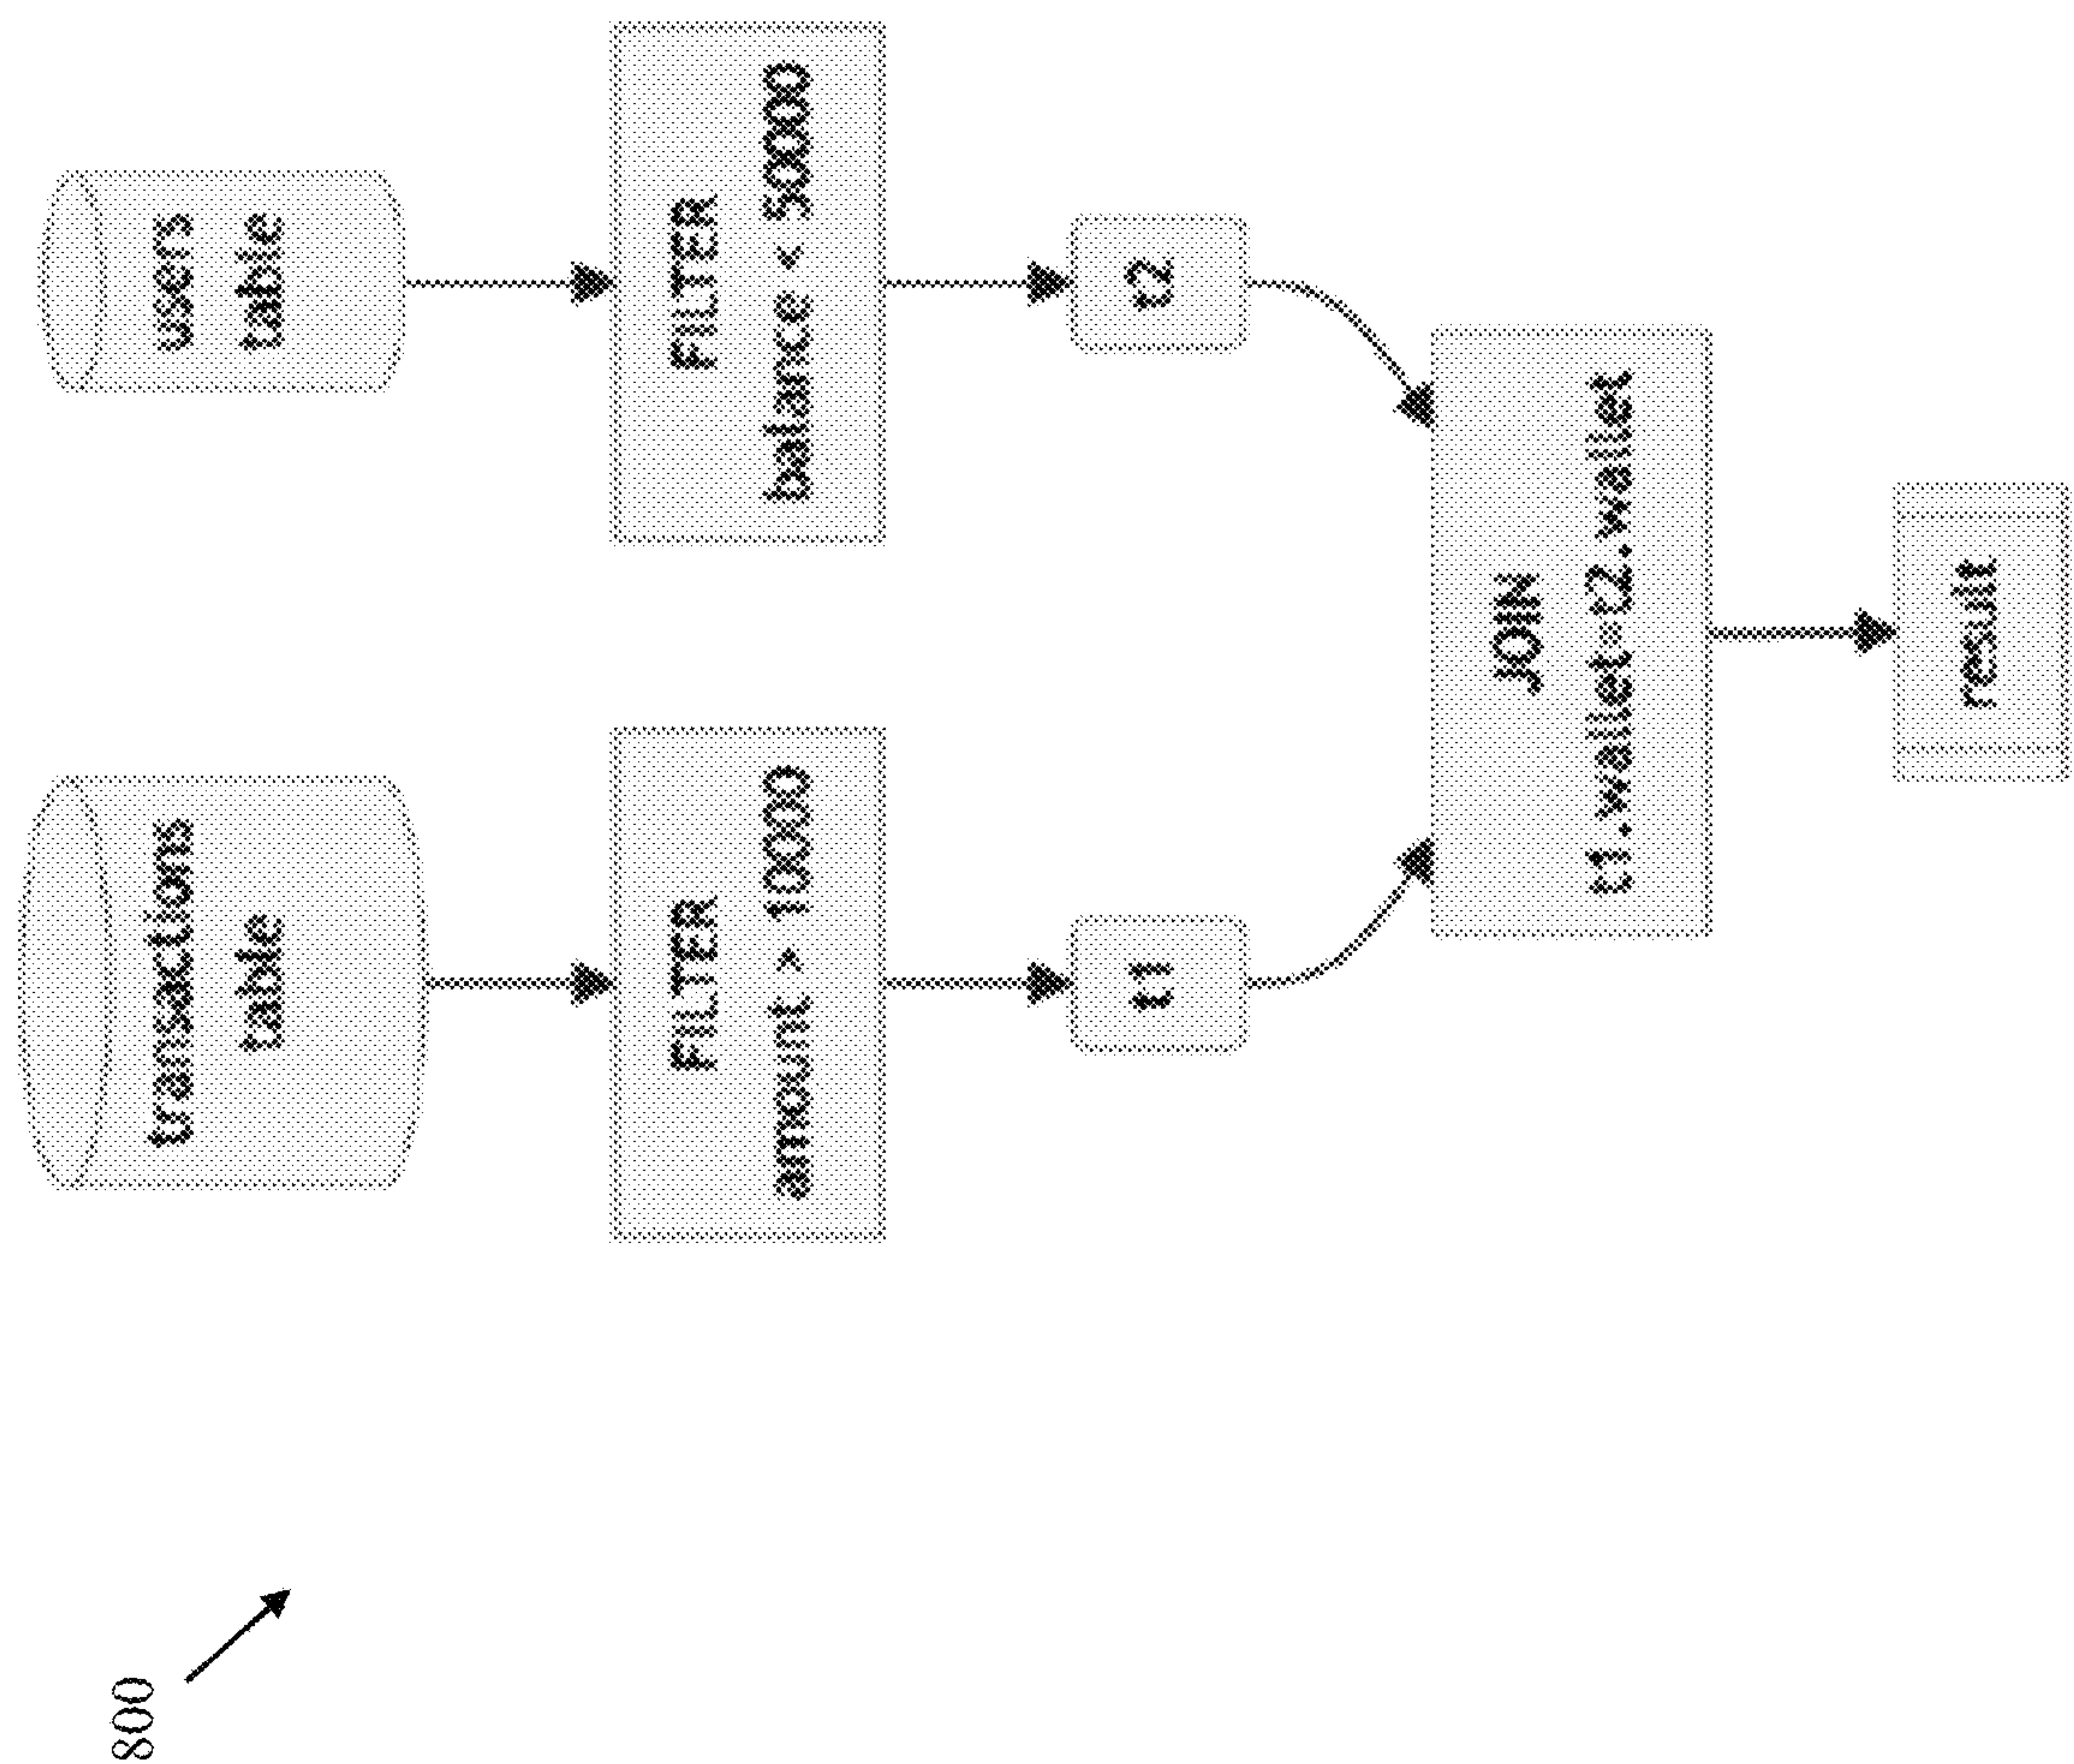 800
transactions
table
users
table
FILTER
amount > 10000
FILTER
balance < 50000
t1
t2
JOIN
t1.wallet=t2.wallet
result